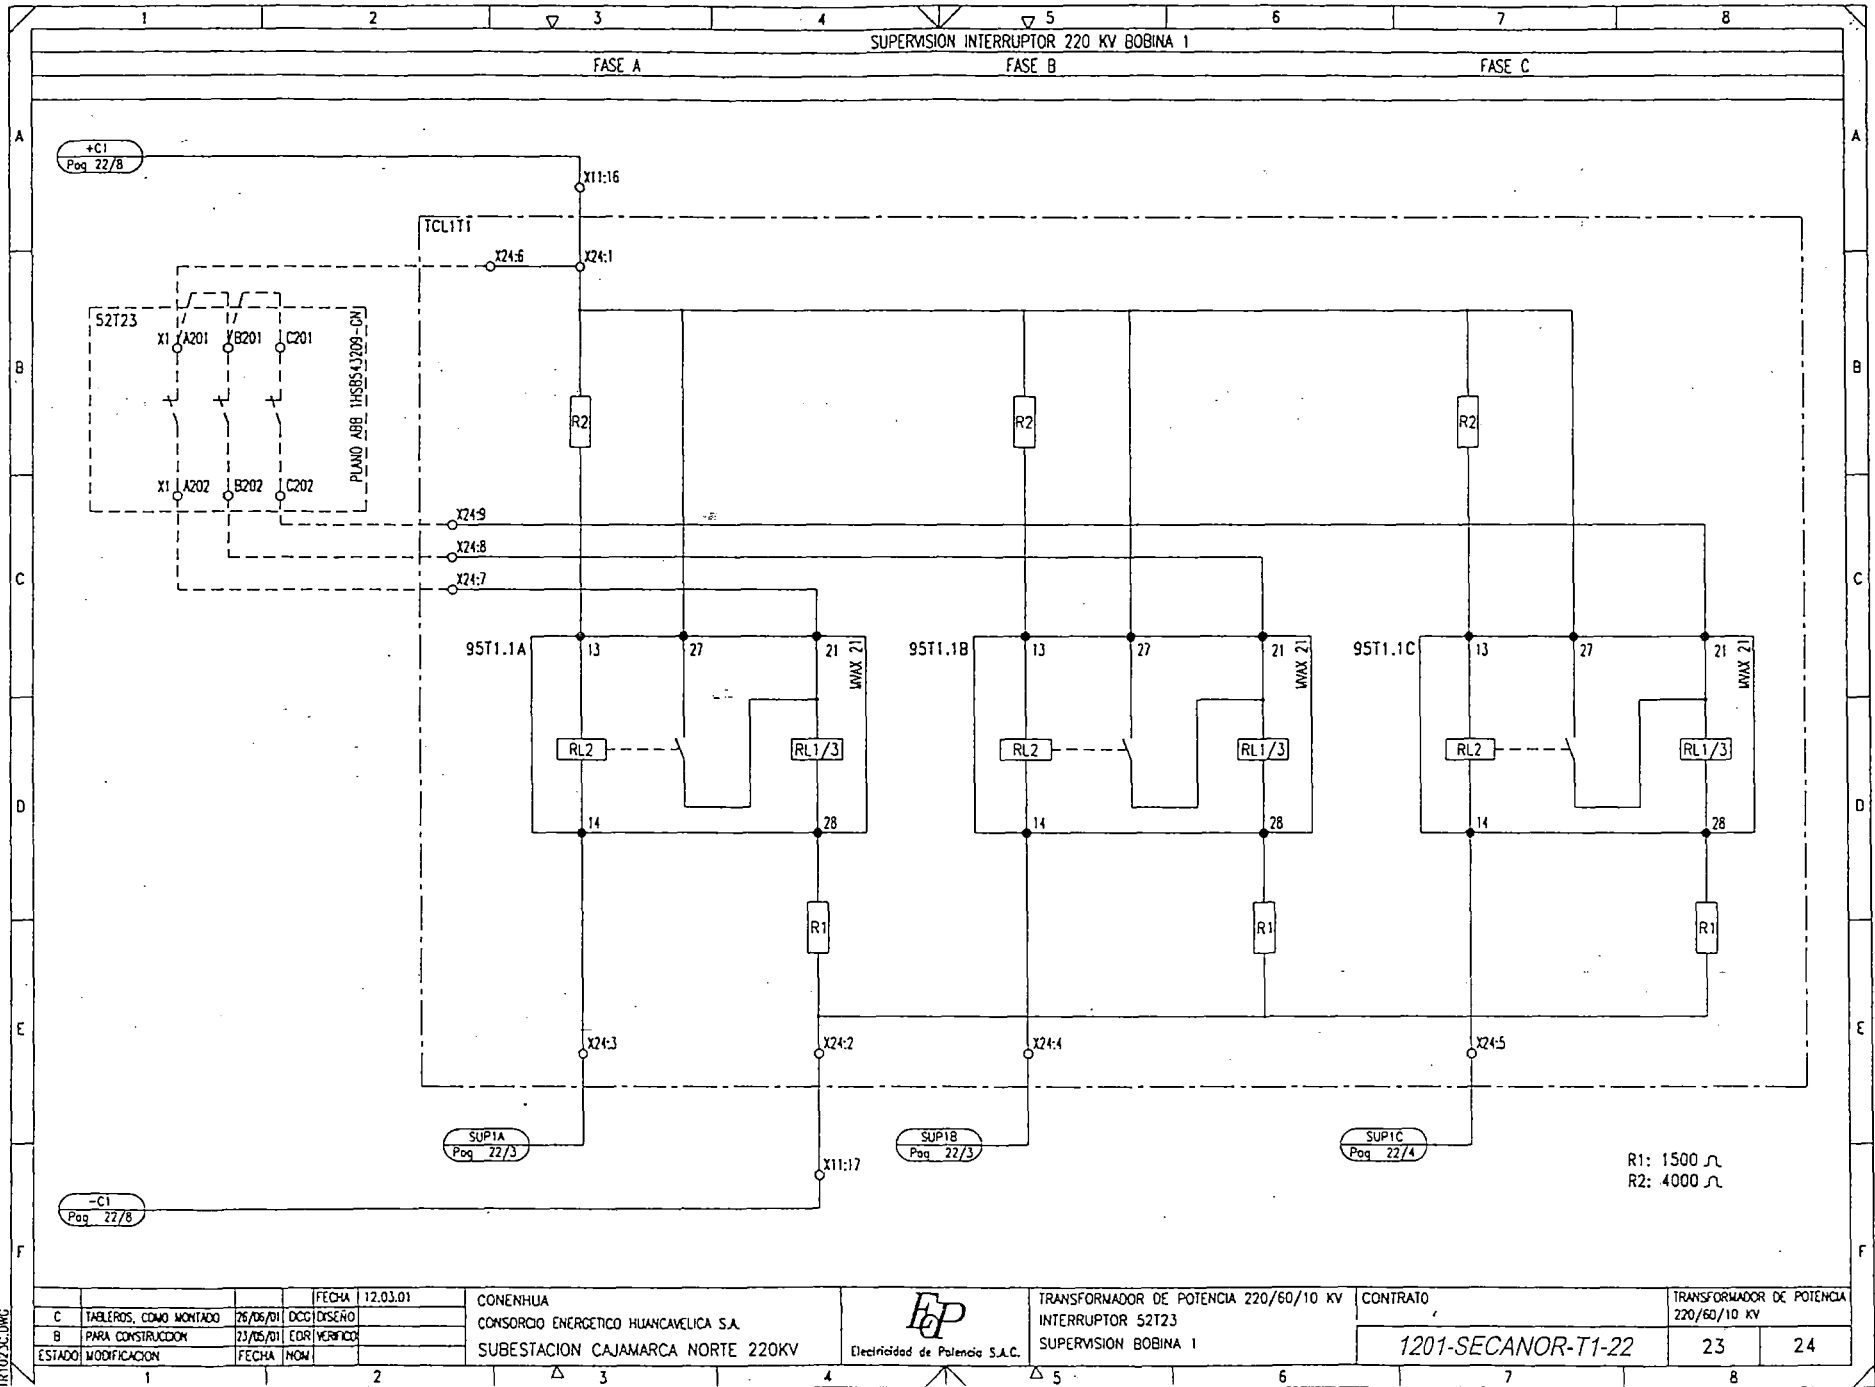 1 2 3 4 5 6 7 8
SUPERVISION INTERRUPTOR 220 KV BOBINA 1
FASE A FASE B FASE C
A A
+C1
Pag 22/8
X11:16
TCL1T1
X24:6 X24:1
52T23
X1 A201 B201 C201
PLANO ABB 1HSB543209-CN
B B
R2 R2 R2
X1 A202 B202 C202
X24:9
X24:8
C C
X24:7
95T1.1A 13 27 21 MVAX 21
95T1.1B 13 27 21 MVAX 21
95T1.1C 13 27 21 MVAX 21
RL2 RL1/3 RL2 RL1/3 RL2 RL1/3
D D
14 28 14 28 14 28
R1 R1 R1
E E
X24:3 X24:2 X24:4 X24:5
SUP1A
Pag 22/3
SUP1B
Pag 22/3
SUP1C
Pag 22/4
X11:17
R1: 1500 Ω
R2: 4000 Ω
-C1
Pag 22/8
F F
FECHA 12.03.01
C TABLEROS, COMO MONTADO 26/06/01 DCG DISEÑO
B PARA CONSTRUCCION 23/05/01 EDR VERIFICO
ESTADO MODIFICACION FECHA NOM
CONENHUA
CONSORCIO ENERGETICO HUANCAVELICA S.A.
SUBESTACION CAJAMARCA NORTE 220KV
EdP
Electricidad de Potencia S.A.C.
TRANSFORMADOR DE POTENCIA 220/60/10 KV
INTERRUPTOR 52T23
SUPERVISION BOBINA 1
CONTRATO
1201-SECANOR-T1-22
TRANSFORMADOR DE POTENCIA
220/60/10 KV
23 24
1 2 3 4 5 6 7 8